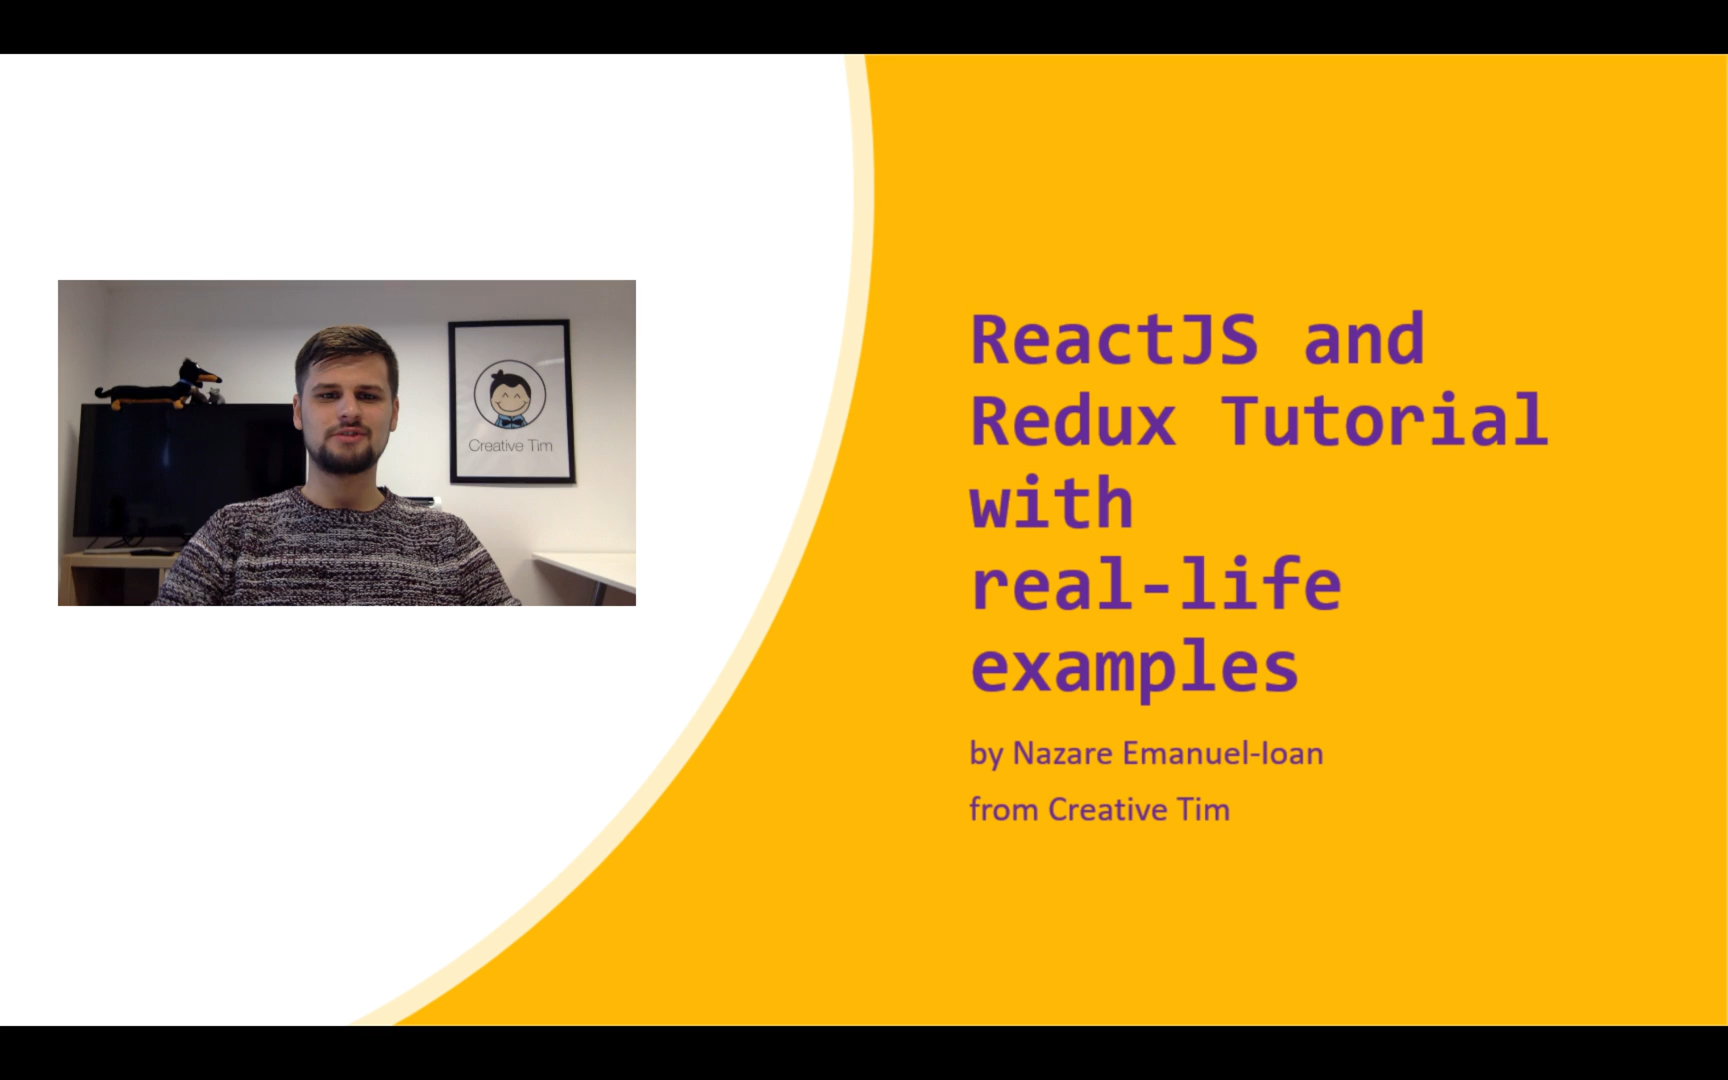 Creative Tim
ReactJS and
Redux Tutorial
with
real-life
examples
by Nazare Emanuel-Ioan
from Creative Tim